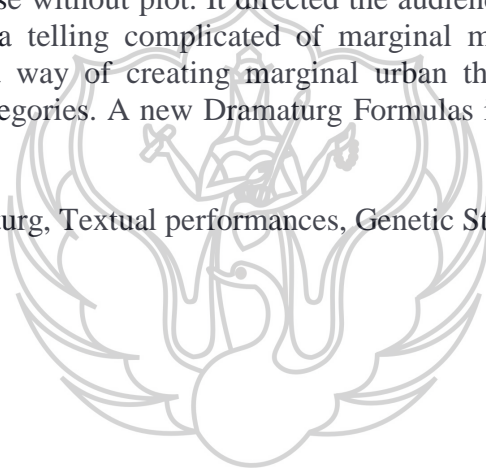 se without plot. It directed the audien
a telling complicated of marginal m
way of creating marginal urban th
egories. A new Dramaturg Formulas
turg, Textual performances, Genetic St